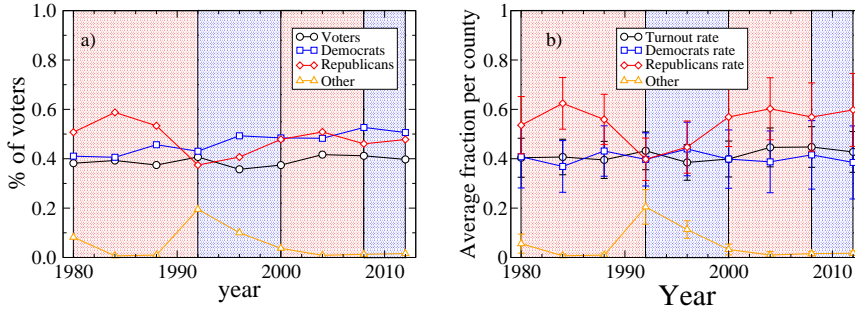 a)
Voters
Democrats
Republicans
Other
% of voters
1.0
0.8
0.6
0.4
0.2
0.0
1980
1990
2000
2010
year
b)
Turnout rate
Democrats rate
Republicans rate
Other
Average fraction per county
1
0.8
0.6
0.4
0.2
0
1980
1990
2000
2010
Year